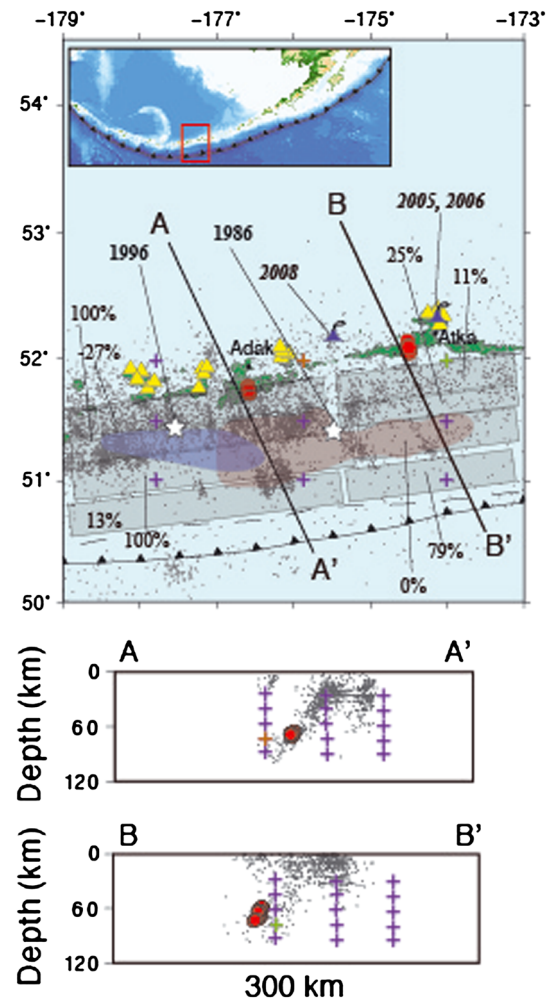 -179° -177° -175° -173°
54°
53°
52°
51°
50°
A
B
2005, 2006
1996
1986
2008
25%
11%
100%
-27%
Adak
Atka
13%
100%
79%
0%
A'
B'
A A'
Depth (km)
0
60
120
B B'
Depth (km)
0
60
120
300 km